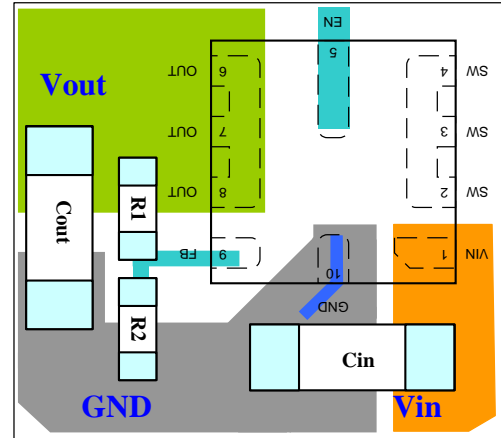 EN
5
OUT 6
4 SW
Vout
OUT 7
3 SW
Cout
R1
OUT 8
2 SW
FB 9
10
1 VIN
GND
R2
Cin
GND
Vin